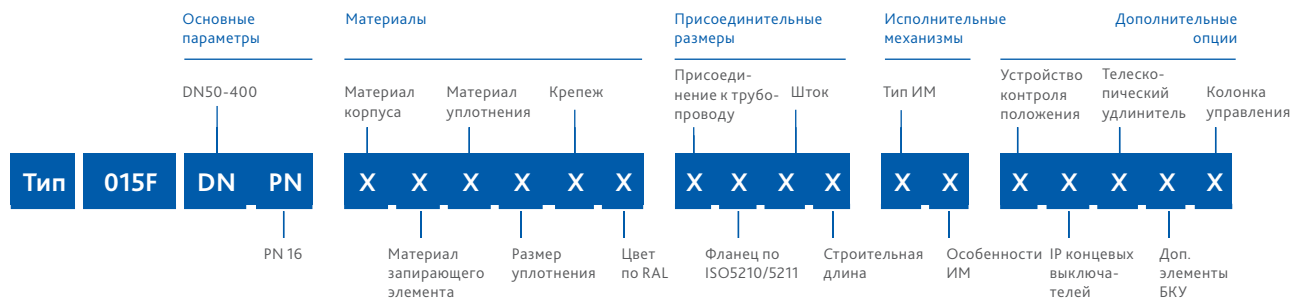 Основные
параметры
Материалы
Присоединительные
размеры
Исполнительные
механизмы
Дополнительные
опции
DN50-400
Материал
корпуса
Материал
уплотнения
Крепеж
Присоеди-
нение к трубо-
проводу
Шток
Тип ИМ
Устройство
контроля
положения
Телеско-
пический
удлинитель
Колонка
управления
Тип 015F DN PN X X X X X X X X X X X X X X X X X
PN 16
Материал
запирающего
элемента
Размер
уплотнения
Цвет
по RAL
Фланец по
ISO5210/5211
Строительная
длина
Особенности
ИМ
IP концевых
выключа-
телей
Доп.
элементы
БКУ